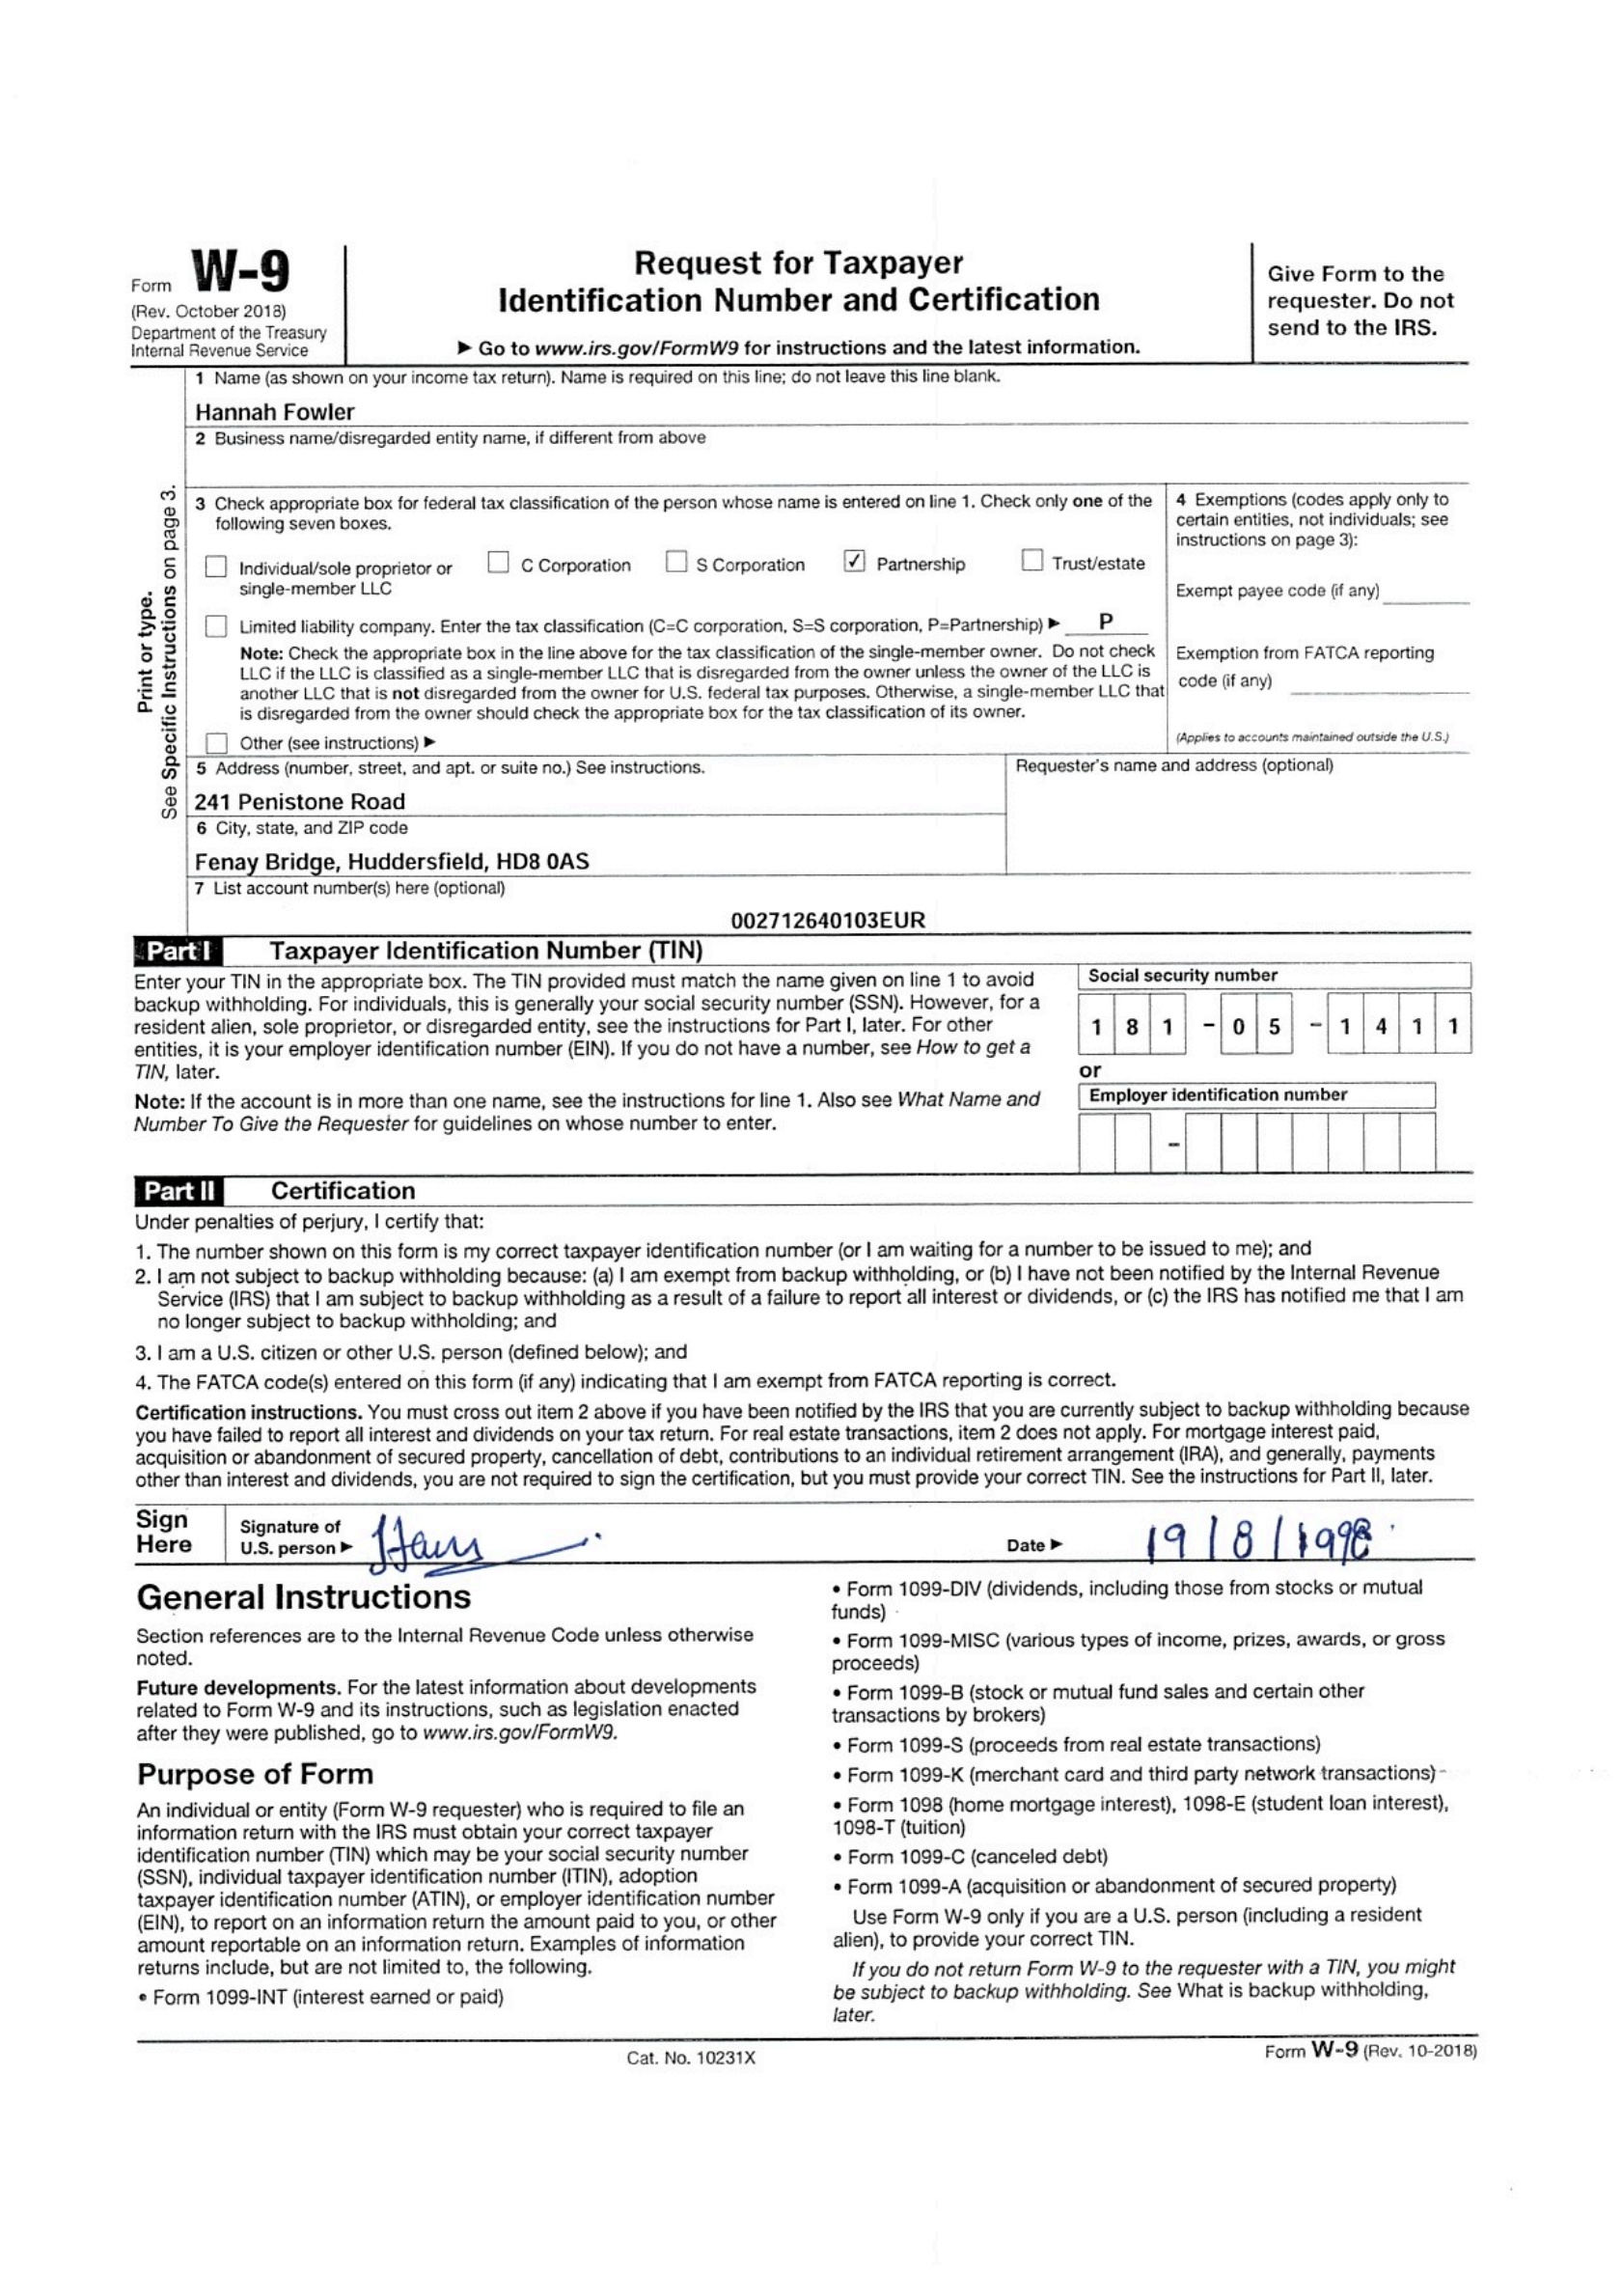 Form W-9
(Rev. October 2018)
Department of the Treasury
Internal Revenue Service
Request for Taxpayer
Identification Number and Certification
▶ Go to www.irs.gov/FormW9 for instructions and the latest information.
Give Form to the
requester. Do not
send to the IRS.
Print or type.
See Specific Instructions on page 3.
1 Name (as shown on your income tax return). Name is required on this line; do not leave this line blank.
Hannah Fowler
2 Business name/disregarded entity name, if different from above
3 Check appropriate box for federal tax classification of the person whose name is entered on line 1. Check only one of the
following seven boxes.
☐ Individual/sole proprietor or
single-member LLC
☐ C Corporation
☐ S Corporation
☑ Partnership
☐ Trust/estate
☐ Limited liability company. Enter the tax classification (C=C corporation, S=S corporation, P=Partnership) ▶ P
Note: Check the appropriate box in the line above for the tax classification of the single-member owner. Do not check
LLC if the LLC is classified as a single-member LLC that is disregarded from the owner unless the owner of the LLC is
another LLC that is not disregarded from the owner for U.S. federal tax purposes. Otherwise, a single-member LLC that
is disregarded from the owner should check the appropriate box for the tax classification of its owner.
☐ Other (see instructions) ▶
4 Exemptions (codes apply only to
certain entities, not individuals; see
instructions on page 3):
Exempt payee code (if any)
Exemption from FATCA reporting
code (if any)
(Applies to accounts maintained outside the U.S.)
5 Address (number, street, and apt. or suite no.) See instructions.
241 Penistone Road
6 City, state, and ZIP code
Fenay Bridge, Huddersfield, HD8 0AS
Requester's name and address (optional)
7 List account number(s) here (optional)
002712640103EUR
Part I Taxpayer Identification Number (TIN)
Enter your TIN in the appropriate box. The TIN provided must match the name given on line 1 to avoid
backup withholding. For individuals, this is generally your social security number (SSN). However, for a
resident alien, sole proprietor, or disregarded entity, see the instructions for Part I, later. For other
entities, it is your employer identification number (EIN). If you do not have a number, see How to get a
TIN, later.
Note: If the account is in more than one name, see the instructions for line 1. Also see What Name and
Number To Give the Requester for guidelines on whose number to enter.
Social security number
1 8 1 - 0 5 - 1 4 1 1
or
Employer identification number
-
Part II Certification
Under penalties of perjury, I certify that:
1. The number shown on this form is my correct taxpayer identification number (or I am waiting for a number to be issued to me); and
2. I am not subject to backup withholding because: (a) I am exempt from backup withholding, or (b) I have not been notified by the Internal Revenue
Service (IRS) that I am subject to backup withholding as a result of a failure to report all interest or dividends, or (c) the IRS has notified me that I am
no longer subject to backup withholding; and
3. I am a U.S. citizen or other U.S. person (defined below); and
4. The FATCA code(s) entered on this form (if any) indicating that I am exempt from FATCA reporting is correct.
Certification instructions. You must cross out item 2 above if you have been notified by the IRS that you are currently subject to backup withholding because
you have failed to report all interest and dividends on your tax return. For real estate transactions, item 2 does not apply. For mortgage interest paid,
acquisition or abandonment of secured property, cancellation of debt, contributions to an individual retirement arrangement (IRA), and generally, payments
other than interest and dividends, you are not required to sign the certification, but you must provide your correct TIN. See the instructions for Part II, later.
Sign
Here
Signature of
U.S. person ▶
Date ▶ 19/8/1998
General Instructions
Section references are to the Internal Revenue Code unless otherwise
noted.
Future developments. For the latest information about developments
related to Form W-9 and its instructions, such as legislation enacted
after they were published, go to www.irs.gov/FormW9.
Purpose of Form
An individual or entity (Form W-9 requester) who is required to file an
information return with the IRS must obtain your correct taxpayer
identification number (TIN) which may be your social security number
(SSN), individual taxpayer identification number (ITIN), adoption
taxpayer identification number (ATIN), or employer identification number
(EIN), to report on an information return the amount paid to you, or other
amount reportable on an information return. Examples of information
returns include, but are not limited to, the following.
• Form 1099-INT (interest earned or paid)
• Form 1099-DIV (dividends, including those from stocks or mutual
funds)
• Form 1099-MISC (various types of income, prizes, awards, or gross
proceeds)
• Form 1099-B (stock or mutual fund sales and certain other
transactions by brokers)
• Form 1099-S (proceeds from real estate transactions)
• Form 1099-K (merchant card and third party network transactions)
• Form 1098 (home mortgage interest), 1098-E (student loan interest),
1098-T (tuition)
• Form 1099-C (canceled debt)
• Form 1099-A (acquisition or abandonment of secured property)
Use Form W-9 only if you are a U.S. person (including a resident
alien), to provide your correct TIN.
If you do not return Form W-9 to the requester with a TIN, you might
be subject to backup withholding. See What is backup withholding,
later.
Cat. No. 10231X
Form W-9 (Rev. 10-2018)